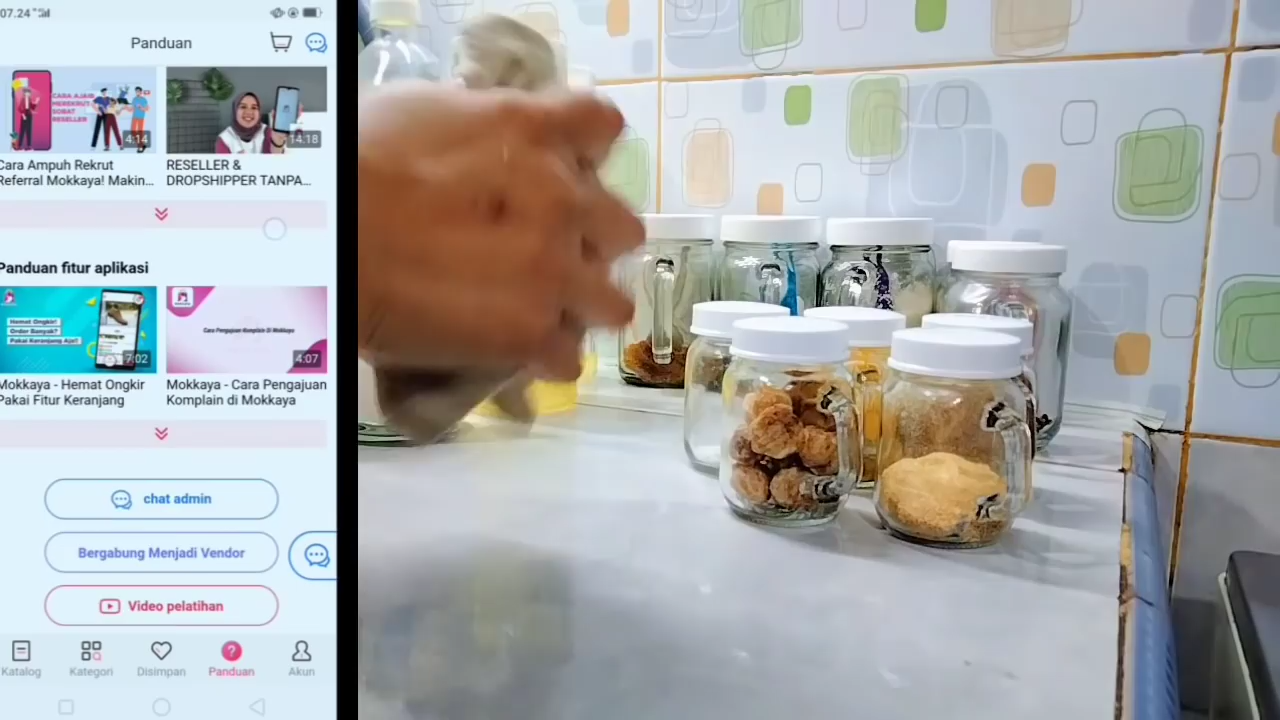 07.24
Panduan
CARA AJAIB
MEREKRUT
SOBAT
RESELLER
4:14
14:18
Cara Ampuh Rekrut
Referral Mokkaya! Makin...
RESELLER &
DROPSHIPPER TANPA...
Panduan fitur aplikasi
Hemat Ongkir!
Order Banyak?
Pakai Keranjang Aja!
7:02
Cara Pengajuan Komplain Di Mokkaya
4:07
Mokkaya - Hemat Ongkir
Pakai Fitur Keranjang
Mokkaya - Cara Pengajuan
Komplain di Mokkaya
chat admin
Bergabung Menjadi Vendor
Video pelatihan
Katalog
Kategori
Disimpan
Panduan
Akun